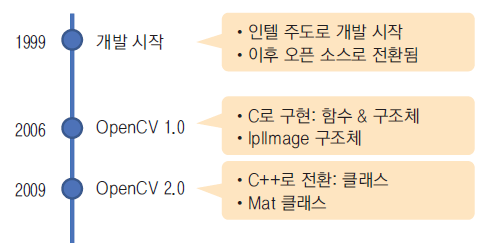 1999
개발 시작
• 인텔 주도로 개발 시작
• 이후 오픈 소스로 전환됨
2006
OpenCV 1.0
• C로 구현: 함수 & 구조체
• IplImage 구조체
2009
OpenCV 2.0
• C++로 전환: 클래스
• Mat 클래스